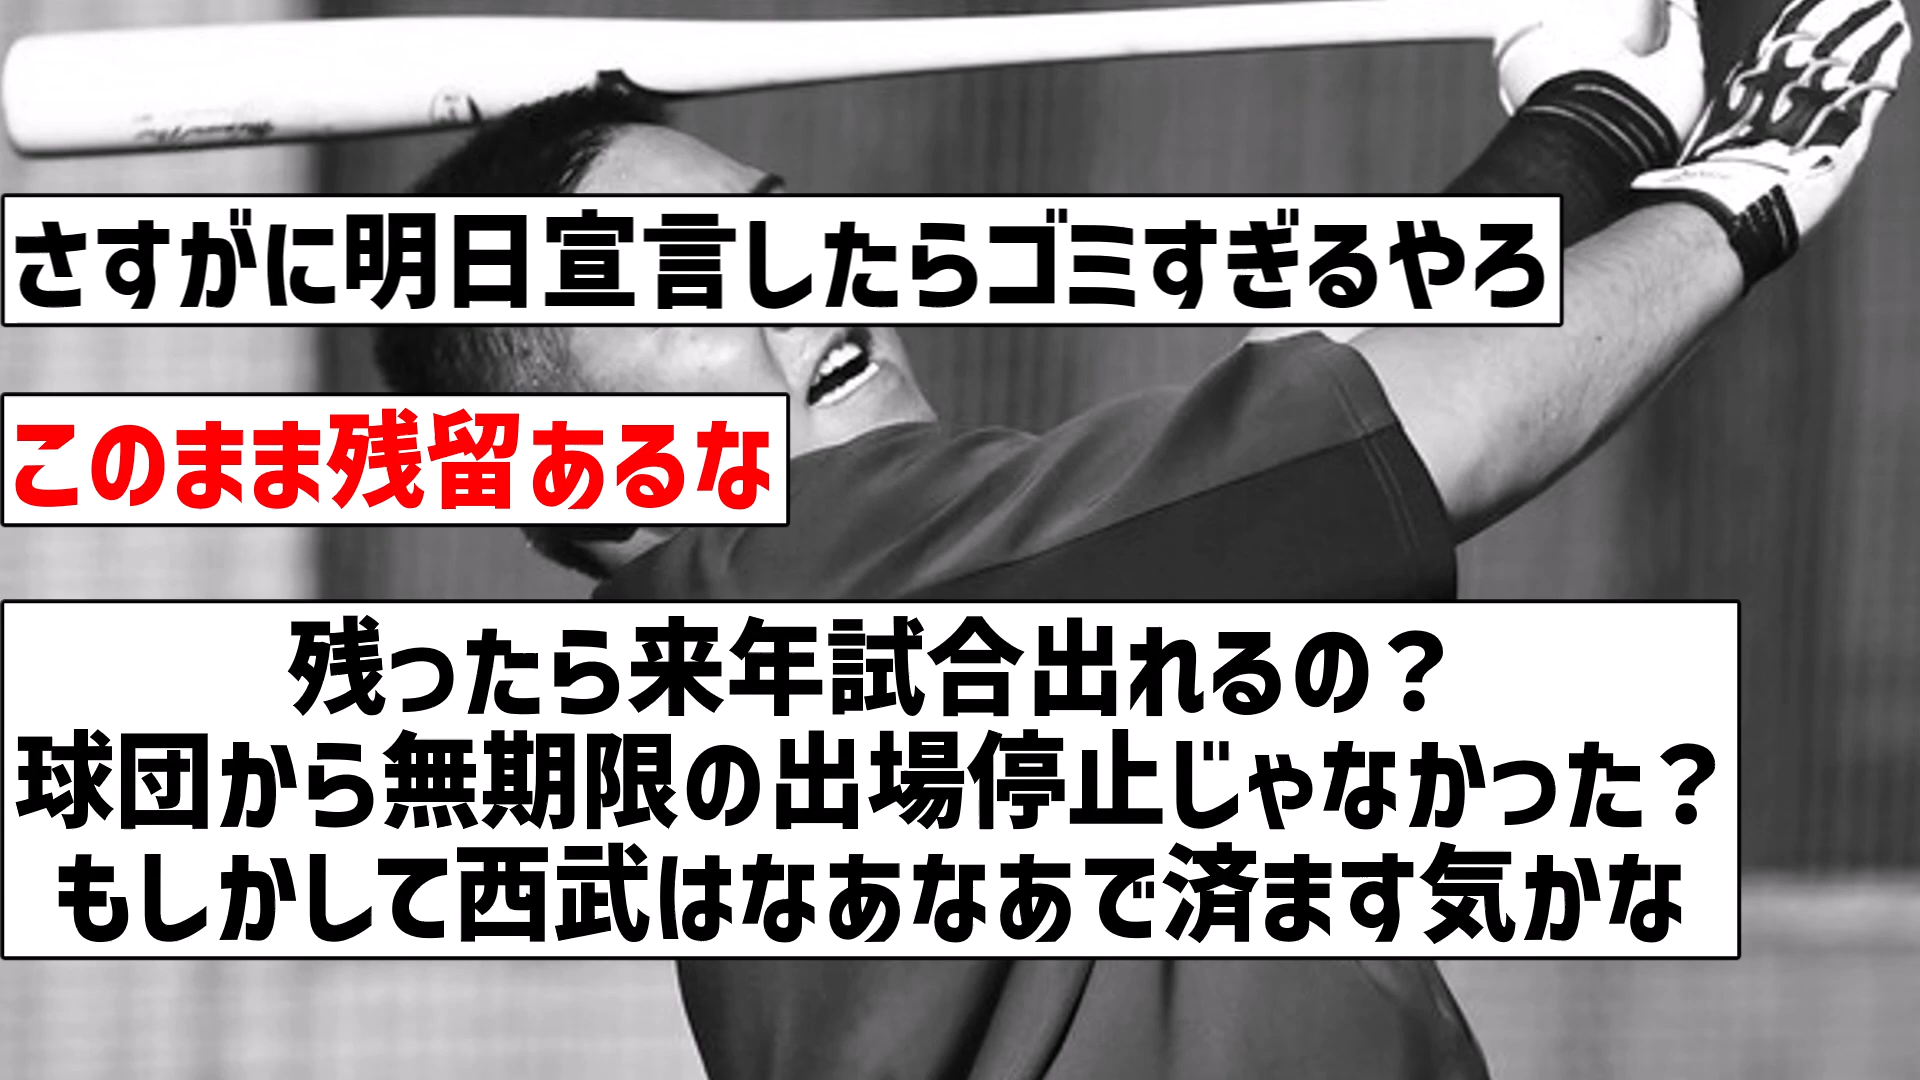 さすがに明日宣言したらゴミすぎるやろ
このまま残留あるな
残ったら来年試合出れるの？
球団から無期限の出場停止じゃなかった？
もしかして西武はなあなあで済ます気かな